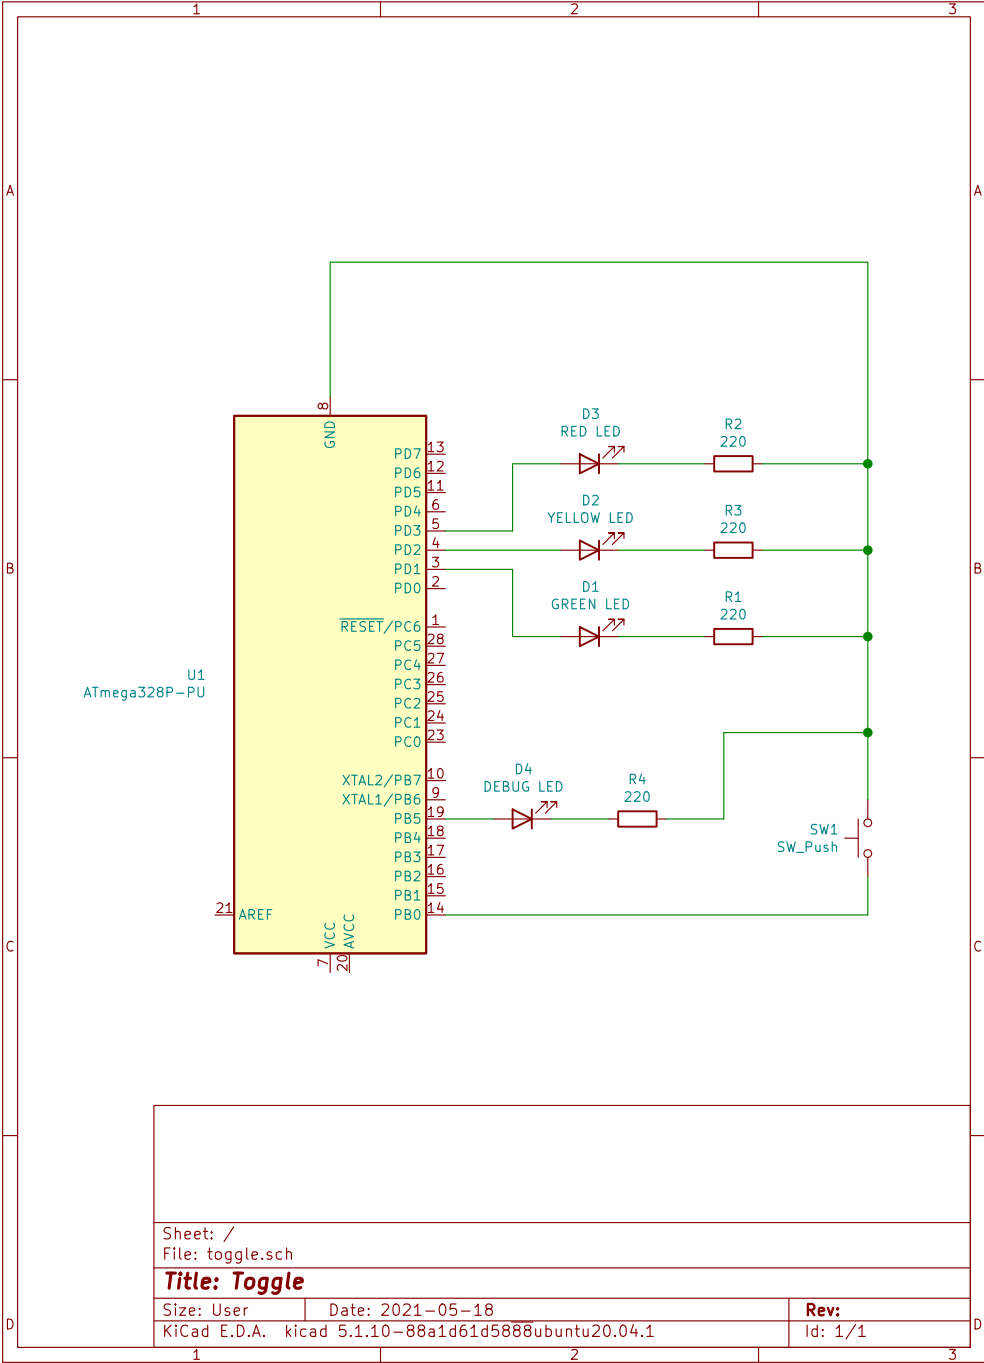 1 2 3
A A
8
GND
D3
RED LED
R2
220
PD7 13
PD6 12
PD5 11
PD4 6
PD3 5
PD2 4
PD1 3
PD0 2
D2
YELLOW LED
R3
220
B B
D1
GREEN LED
R1
220
RESET/PC6 1
PC5 28
PC4 27
PC3 26
PC2 25
PC1 24
PC0 23
U1
ATmega328P-PU
XTAL2/PB7 10
XTAL1/PB6 9
PB5 19
PB4 18
PB3 17
PB2 16
PB1 15
PB0 14
D4
DEBUG LED
R4
220
SW1
SW_Push
21 AREF
VCC
AVCC
7
20
C C
Sheet: /
File: toggle.sch
Title: Toggle
Size: User Date: 2021-05-18 Rev:
KiCad E.D.A. kicad 5.1.10-88a1d61d5888ubuntu20.04.1 Id: 1/1
D D
1 2 3